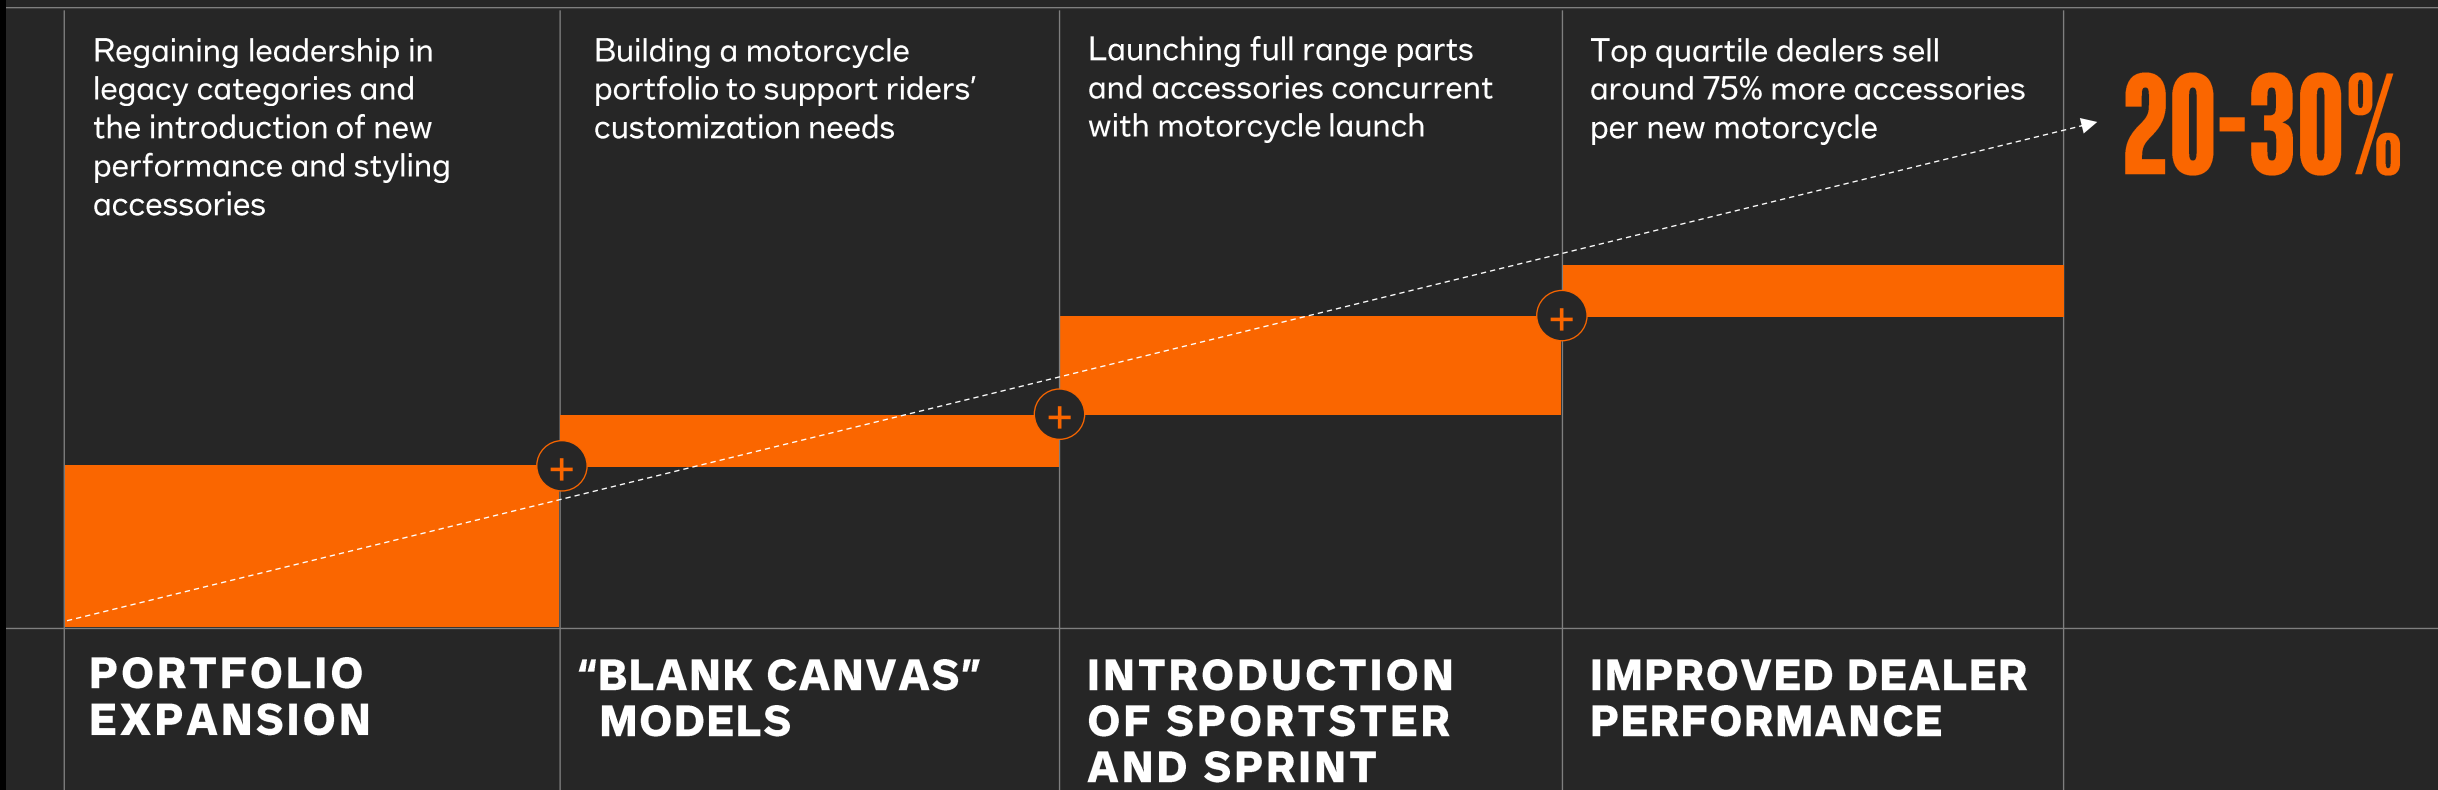 Regaining leadership in
legacy categories and
the introduction of new
performance and styling
accessories
Building a motorcycle
portfolio to support riders’
customization needs
Launching full range parts
and accessories concurrent
with motorcycle launch
Top quartile dealers sell
around 75% more accessories
per new motorcycle
20-30%
+
+
+
PORTFOLIO
EXPANSION
“BLANK CANVAS”
MODELS
INTRODUCTION
OF SPORTSTER
AND SPRINT
IMPROVED DEALER
PERFORMANCE